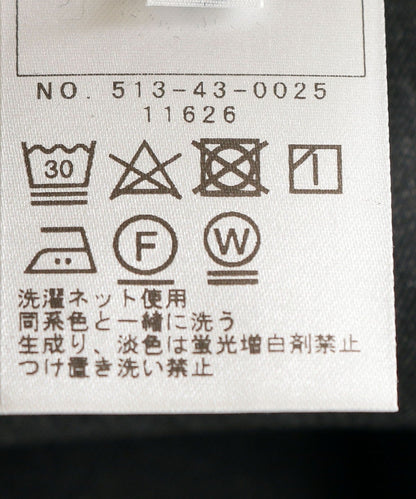 NO. 513-43-0025
11626
30
F
W
洗濯ネット使用
同系色と一緒に洗う
生成り、淡色は蛍光増白剤禁止
つけ置き洗い禁止